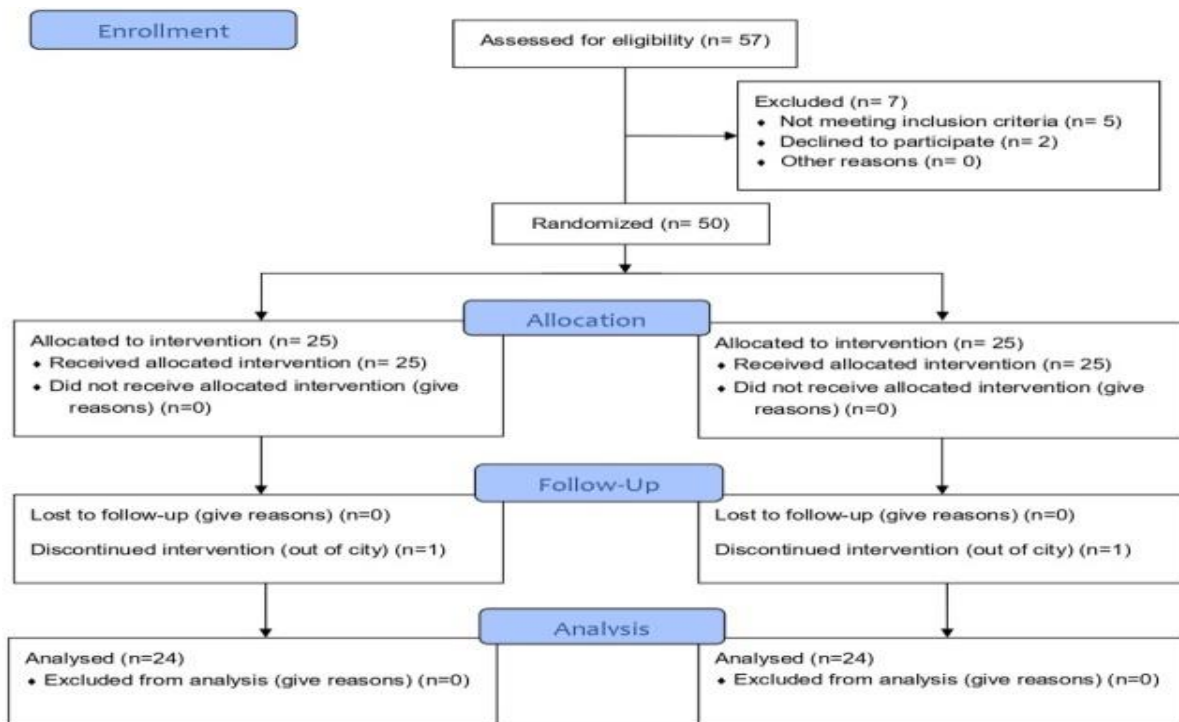 Enrollment
Assessed for eligibility (n= 57)
Excluded (n= 7)
⬥ Not meeting inclusion criteria (n= 5)
⬥ Declined to participate (n= 2)
⬥ Other reasons (n= 0)
Randomized (n= 50)
Allocation
Allocated to intervention (n= 25)
⬥ Received allocated intervention (n= 25)
⬥ Did not receive allocated intervention (give
reasons) (n=0)
Allocated to intervention (n= 25)
⬥ Received allocated intervention (n= 25)
⬥ Did not receive allocated intervention (give
reasons) (n=0)
Follow-Up
Lost to follow-up (give reasons) (n=0)
Discontinued intervention (out of city) (n=1)
Lost to follow-up (give reasons) (n=0)
Discontinued intervention (out of city) (n=1)
Analysis
Analysed (n=24)
⬥ Excluded from analysis (give reasons) (n=0)
Analysed (n=24)
⬥ Excluded from analysis (give reasons) (n=0)